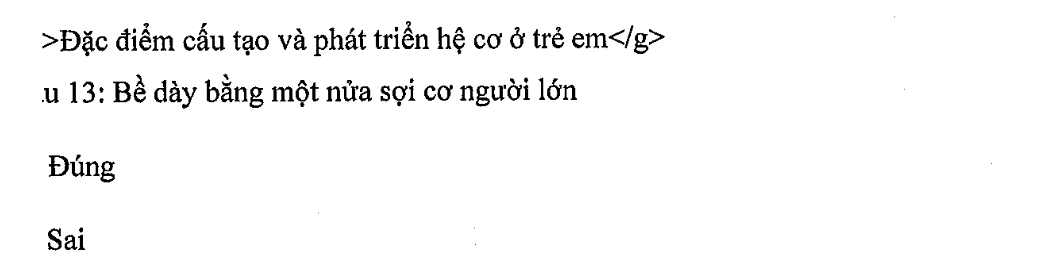 >Đặc điểm cấu tạo và phát triển hệ cơ ở trẻ em</g>
u 13: Bề dày bằng một nửa sợi cơ người lớn
Đúng
Sai